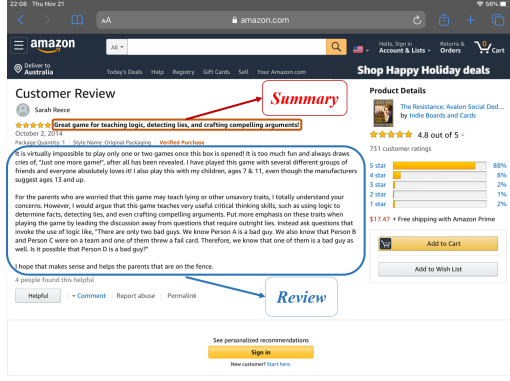 22:08 Thu Nov 21
56%
AA
amazon.com
amazon
All
Hello, Sign in
Account & Lists
Returns &
Orders
0
Cart
Deliver to
Australia
Today's Deals Help Registry Gift Cards Sell Your Amazon.com
Shop Happy Holiday deals
Customer Review
Sarah Reece
Great game for teaching logic, detecting lies, and crafting compelling arguments!
October 2, 2014
Package Quantity: 1 | Style Name: Original Packaging | Verified Purchase
It is virtually impossible to play only one or two games once this box is opened! It is too much fun and always draws
cries of, "Just one more game!", after all has been revealed. I have played this game with several different groups of
friends and everyone absolutely loves it! I also play this with my children, ages 7 & 11, even though the manufacturers
suggest ages 13 and up.
For the parents who are worried that this game may teach lying or other unsavory traits, I totally understand your
concerns. However, I would argue that this game teaches very useful critical thinking skills, such as using logic to
determine facts, detecting lies, and even crafting compelling arguments. Put more emphasis on these traits when
playing the game by leading the discussion away from questions that require outright lies. Instead ask questions that
invoke the use of logic like, "There are only two bad guys. We know Person A is a bad guy. We also know that Person B
and Person C were on a team and one of them threw a fail card. Therefore, we know that one of them is a bad guy as
well. Is it possible that Person D is a bad guy?"
I hope that makes sense and helps the parents that are on the fence.
4 people found this helpful
Helpful
Comment | Report abuse | Permalink
Summary
Review
Product Details
The Resistance: Avalon Social Ded...
by Indie Boards and Cards
4.8 out of 5
731 customer ratings
5 star 88%
4 star 8%
3 star 2%
2 star 1%
1 star 2%
$17.47 + Free shipping with Amazon Prime
Add to Cart
Add to Wish List
See personalized recommendations
Sign in
New customer? Start here.